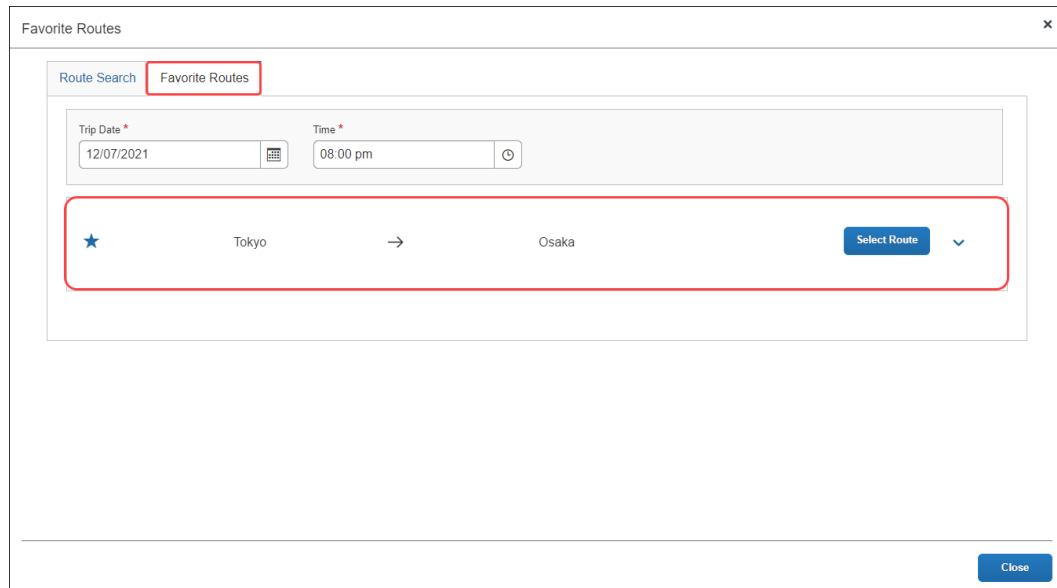 Favorite Routes
Route Search Favorite Routes
Trip Date * Time *
12/07/2021 08:00 pm
Tokyo → Osaka Select Route
Close